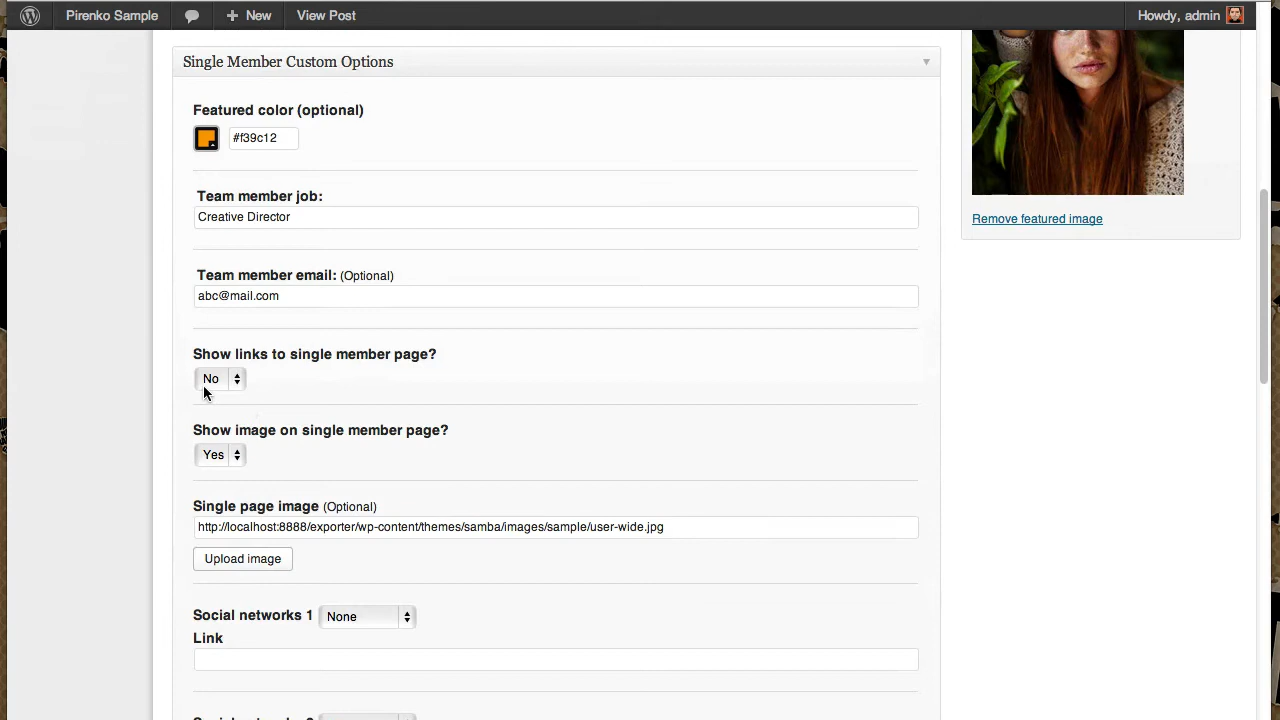 Pirenko Sample
New
View Post
Howdy, admin
Single Member Custom Options
Featured color (optional)
#f39c12
Team member job:
Creative Director
Remove featured image
Team member email: (Optional)
abc@mail.com
Show links to single member page?
No
Show image on single member page?
Yes
Single page image (Optional)
http://localhost:8888/exporter/wp-content/themes/samba/images/sample/user-wide.jpg
Upload image
Social networks 1 None
Link